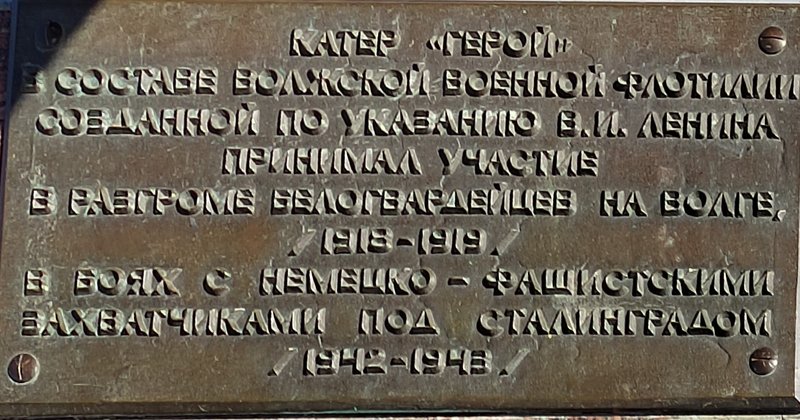 КАТЕР «ГЕРОЙ»
В СОСТАВЕ ВОЛЖСКОЙ ВОЕННОЙ ФЛОТИЛИИ
СОЗДАННОЙ ПО УКАЗАНИЮ В.И. ЛЕНИНА
ПРИНИМАЛ УЧАСТИЕ
В РАЗГРОМЕ БЕЛОГВАРДЕЙЦЕВ НА ВОЛГЕ,
/1918-1919/
В БОЯХ С НЕМЕЦКО - ФАШИСТСКИМИ
ЗАХВАТЧИКАМИ ПОД СТАЛИНГРАДОМ
/1942-1943/